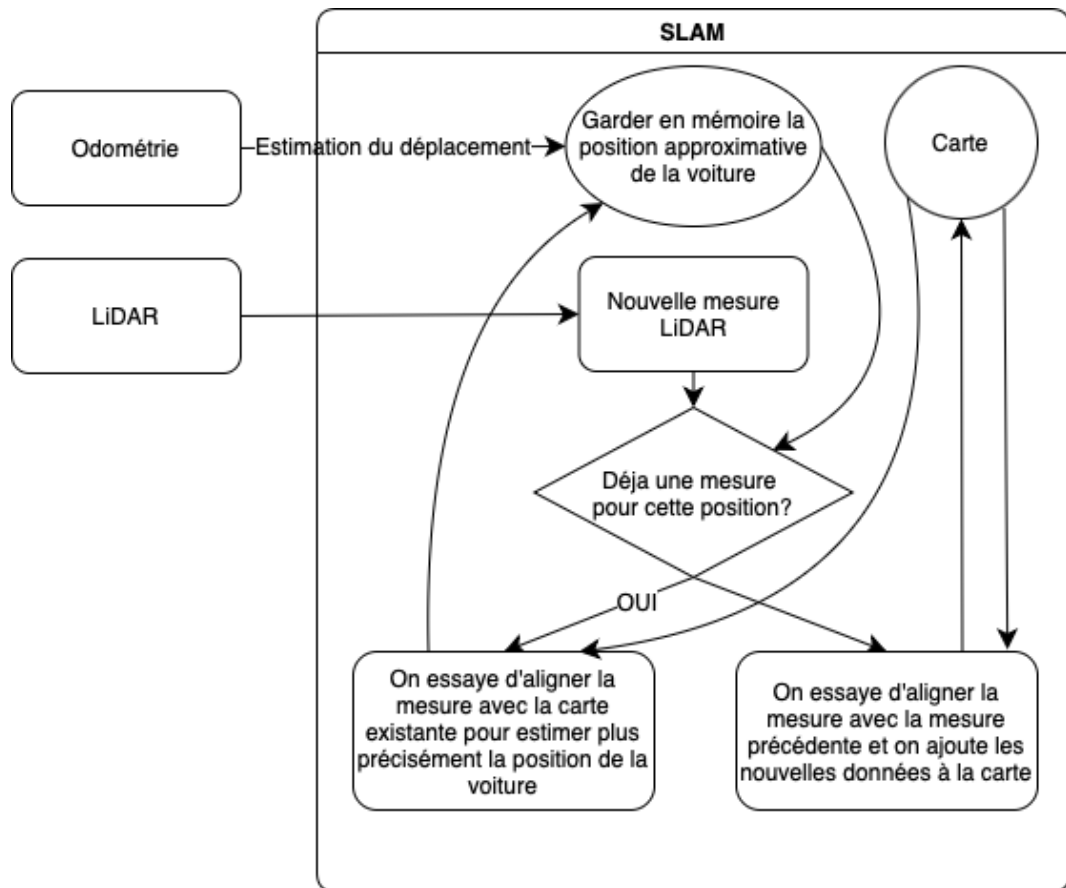 SLAM
Odométrie
Estimation du déplacement
Garder en mémoire la
position approximative
de la voiture
Carte
LiDAR
Nouvelle mesure
LiDAR
Déja une mesure
pour cette position?
OUI
On essaye d'aligner la
mesure avec la carte
existante pour estimer plus
précisément la position de la
voiture
On essaye d'aligner la
mesure avec la mesure
précédente et on ajoute les
nouvelles données à la carte